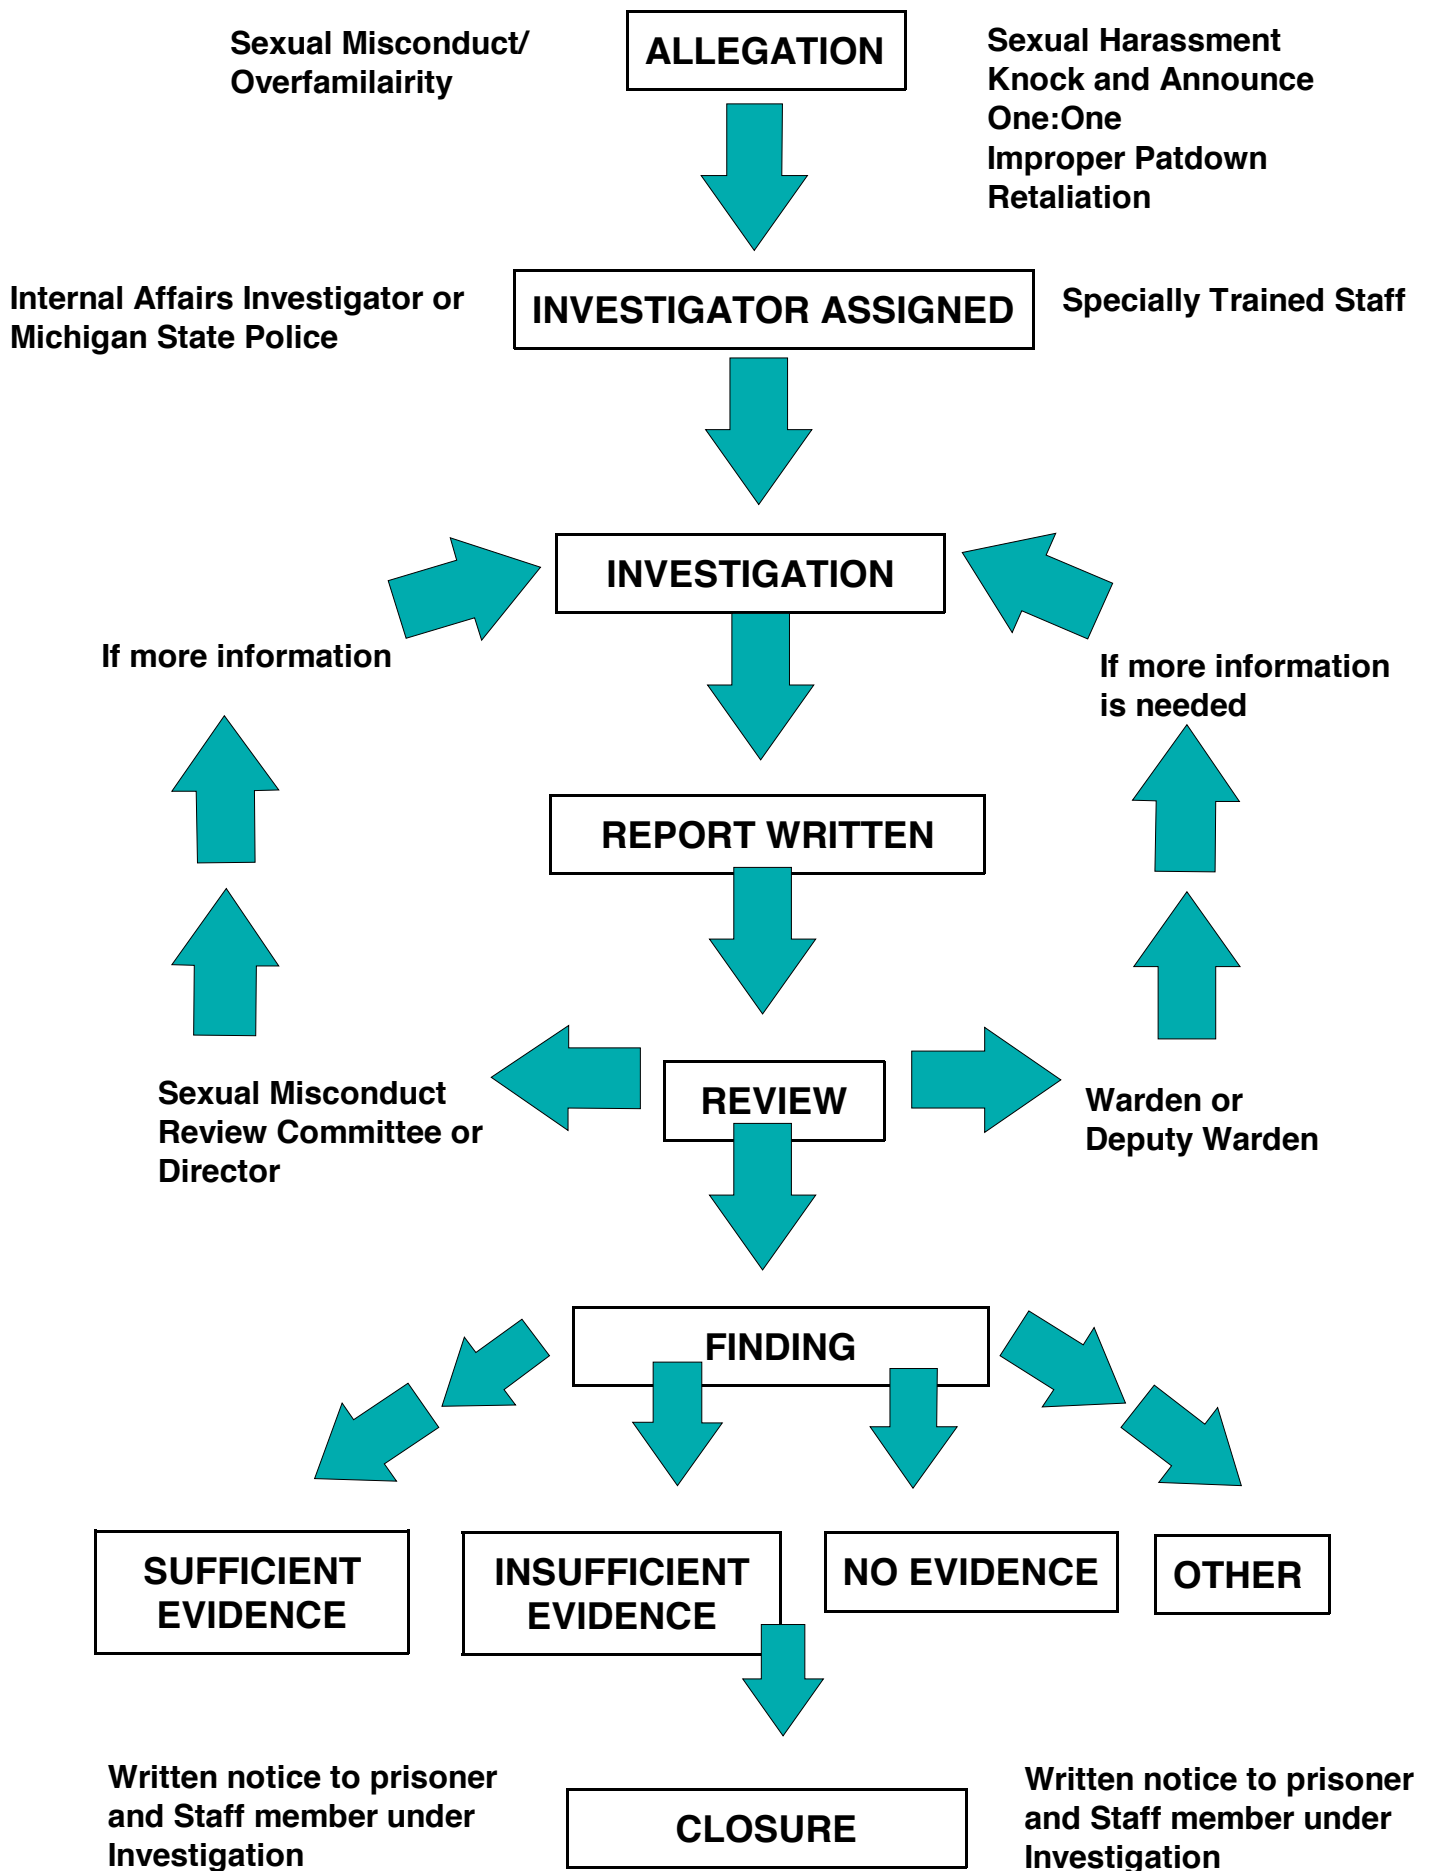 Sexual Misconduct/
Overfamilairity
ALLEGATION
Sexual Harassment
Knock and Announce
One:One
Improper Patdown
Retaliation
Internal Affairs Investigator or
Michigan State Police
INVESTIGATOR ASSIGNED
Specially Trained Staff
INVESTIGATION
If more information
If more information
is needed
REPORT WRITTEN
Sexual Misconduct
Review Committee or
Director
REVIEW
Warden or
Deputy Warden
FINDING
SUFFICIENT
EVIDENCE
INSUFFICIENT
EVIDENCE
NO EVIDENCE
OTHER
Written notice to prisoner
and Staff member under
Investigation
CLOSURE
Written notice to prisoner
and Staff member under
Investigation